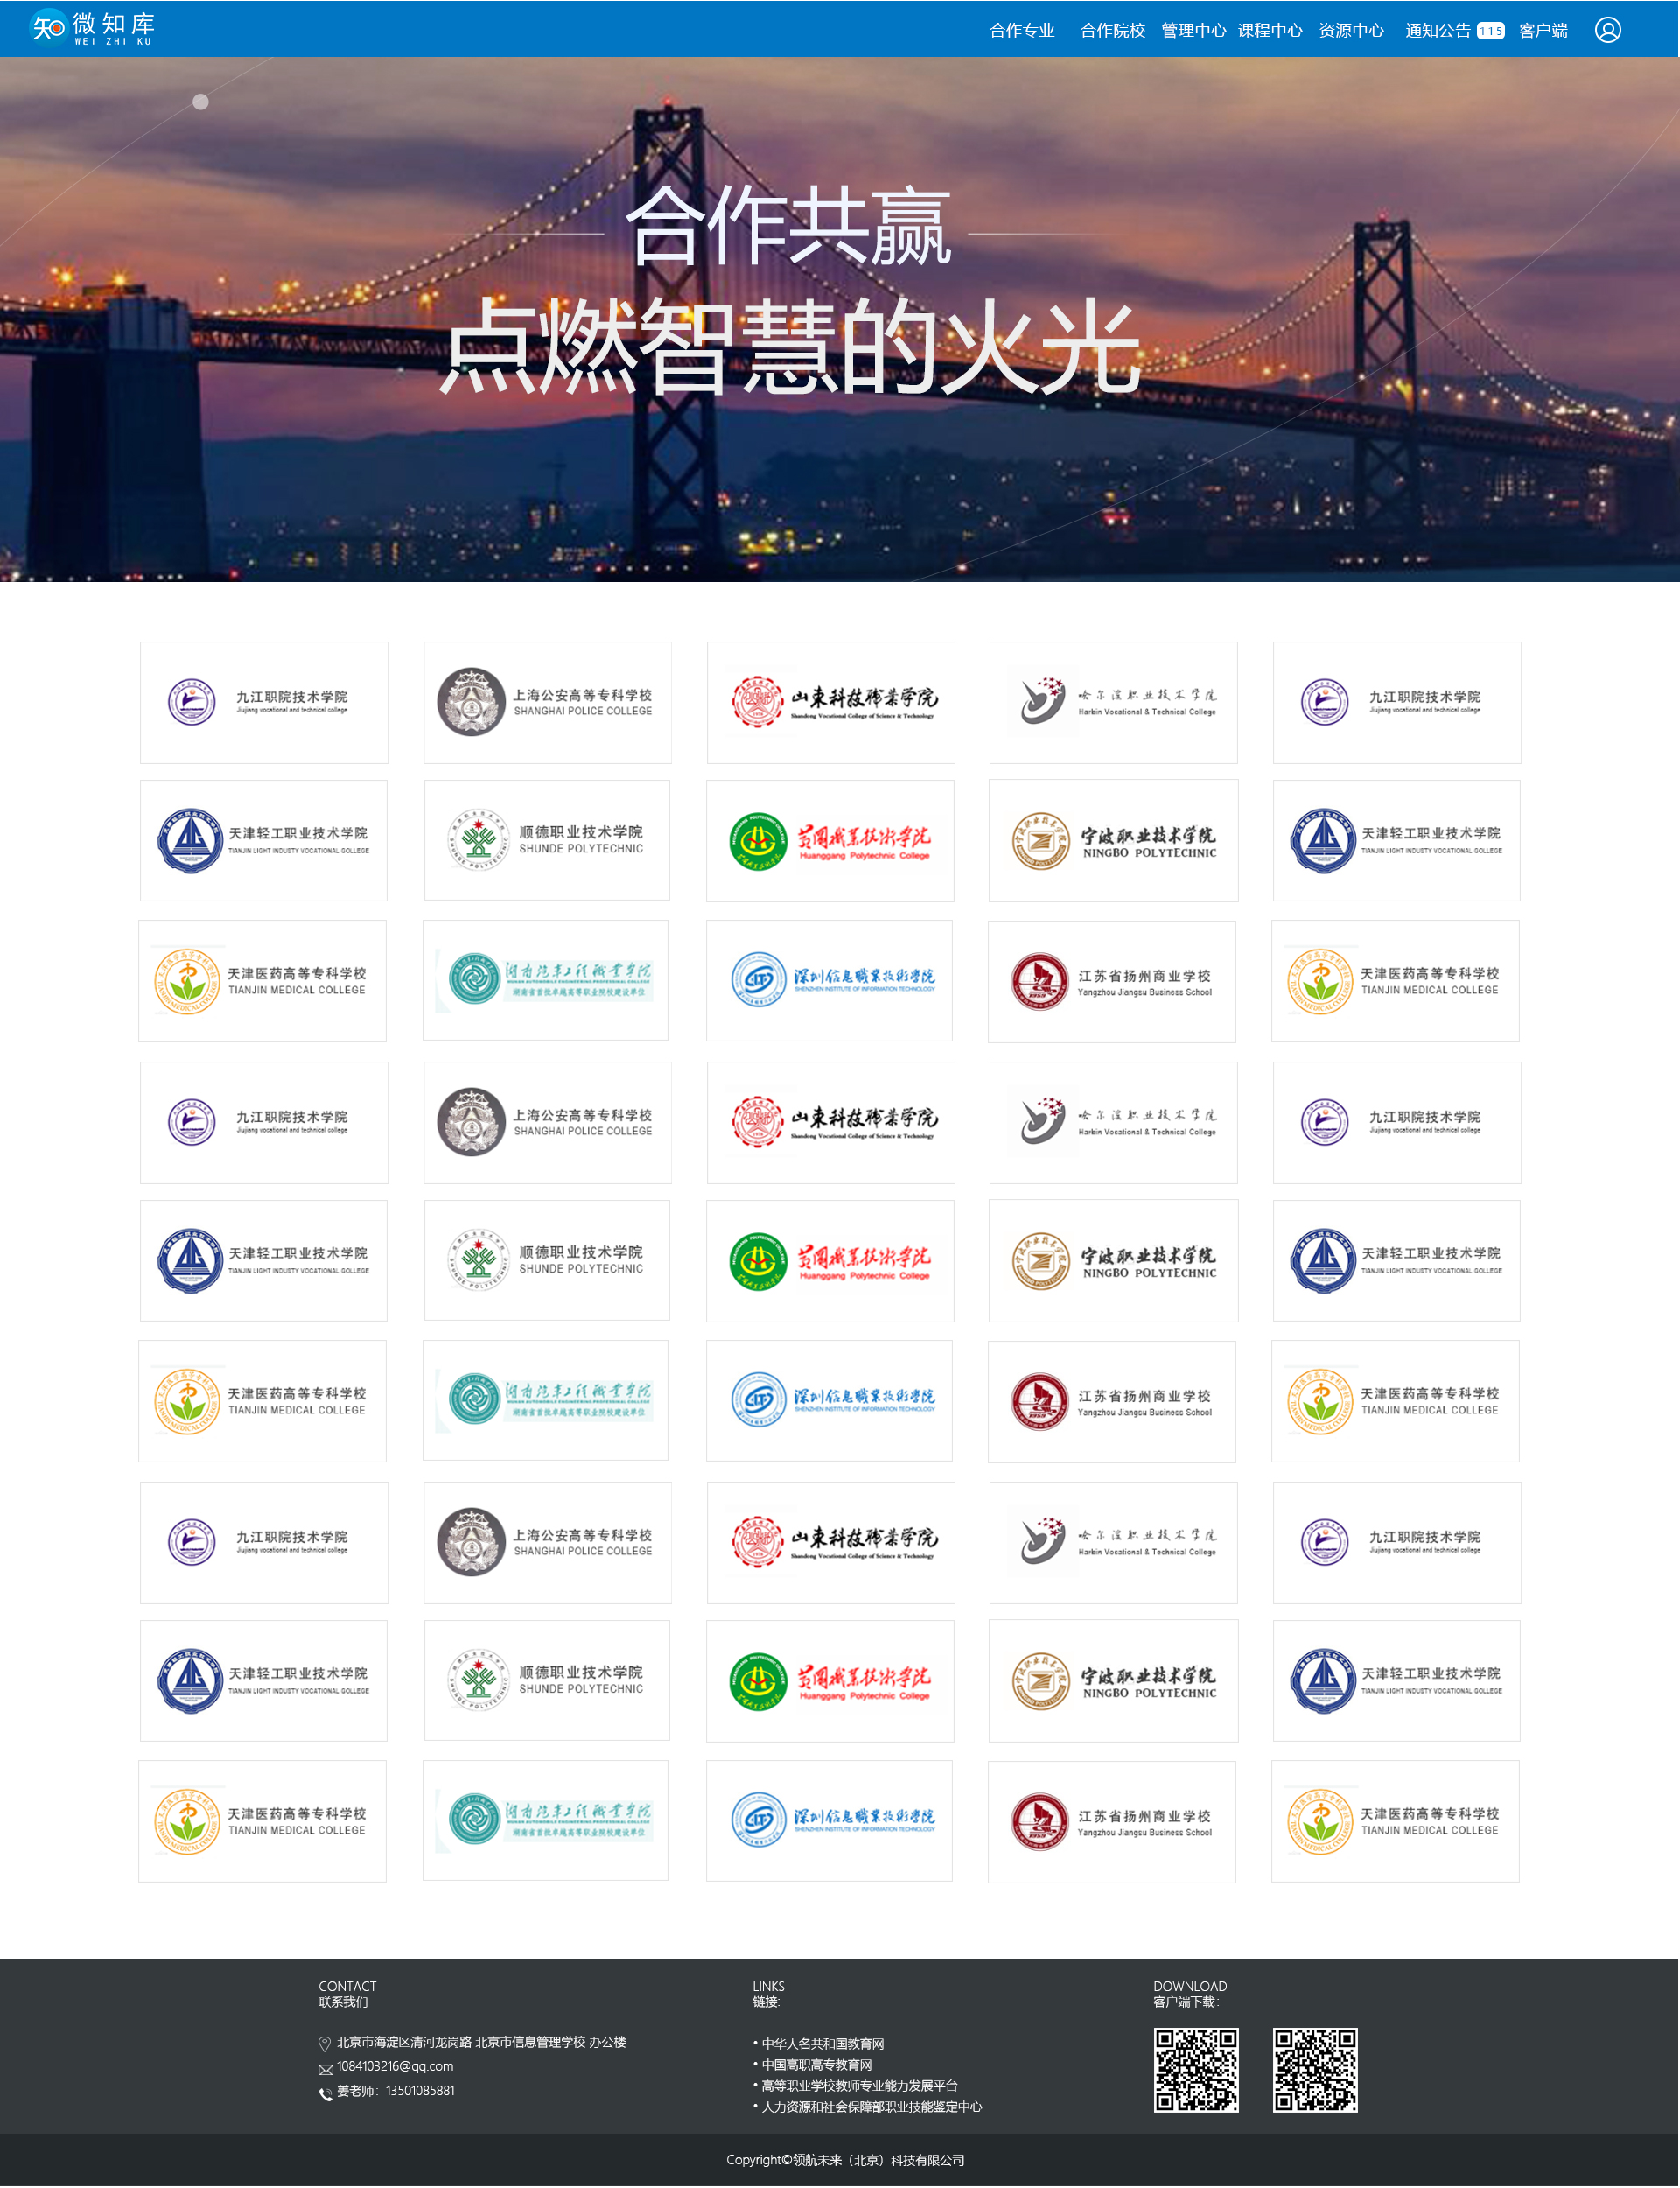 知 微知库
WEI ZHI KU
合作专业 合作院校 管理中心 课程中心 资源中心 通知公告 115 客户端
合作共赢
点燃智慧的火光
九江职院技术学院
Jiujiang vocational and technical college
上海公安高等专科学校
SHANGHAI POLICE COLLEGE
山东科技职业学院
Shandong Vocational College of Science & Technology
哈尔滨职业技术学院
Harbin Vocational & Technical College
九江职院技术学院
Jiujiang vocational and technical college
天津轻工职业技术学院
TIANJIN LIGHT INDUSTY VOCATIONAL GOLLEGE
顺德职业技术学院
SHUNDE POLYTECHNIC
黄冈职业技术学院
Huanggang Polytechnic College
宁波职业技术学院
NINGBO POLYTECHNIC
天津轻工职业技术学院
TIANJIN LIGHT INDUSTY VOCATIONAL GOLLEGE
天津医药高等专科学校
TIANJIN MEDICAL COLLEGE
湖南汽车工程职业学院
HUNAN AUTOMOBILE ENGINEERING PROFESSIONAL COLLEGE
湖南省首批卓越高等职业院校建设单位
深圳信息职业技术学院
SHENZHEN INSTITUTE OF INFORMATION TECHNOLOGY
江苏省扬州商业学校
Yangzhou Jiangsu Business School
天津医药高等专科学校
TIANJIN MEDICAL COLLEGE
九江职院技术学院
Jiujiang vocational and technical college
上海公安高等专科学校
SHANGHAI POLICE COLLEGE
山东科技职业学院
Shandong Vocational College of Science & Technology
哈尔滨职业技术学院
Harbin Vocational & Technical College
九江职院技术学院
Jiujiang vocational and technical college
天津轻工职业技术学院
TIANJIN LIGHT INDUSTY VOCATIONAL GOLLEGE
顺德职业技术学院
SHUNDE POLYTECHNIC
黄冈职业技术学院
Huanggang Polytechnic College
宁波职业技术学院
NINGBO POLYTECHNIC
天津轻工职业技术学院
TIANJIN LIGHT INDUSTY VOCATIONAL GOLLEGE
天津医药高等专科学校
TIANJIN MEDICAL COLLEGE
湖南汽车工程职业学院
HUNAN AUTOMOBILE ENGINEERING PROFESSIONAL COLLEGE
湖南省首批卓越高等职业院校建设单位
深圳信息职业技术学院
SHENZHEN INSTITUTE OF INFORMATION TECHNOLOGY
江苏省扬州商业学校
Yangzhou Jiangsu Business School
天津医药高等专科学校
TIANJIN MEDICAL COLLEGE
九江职院技术学院
Jiujiang vocational and technical college
上海公安高等专科学校
SHANGHAI POLICE COLLEGE
山东科技职业学院
Shandong Vocational College of Science & Technology
哈尔滨职业技术学院
Harbin Vocational & Technical College
九江职院技术学院
Jiujiang vocational and technical college
天津轻工职业技术学院
TIANJIN LIGHT INDUSTY VOCATIONAL GOLLEGE
顺德职业技术学院
SHUNDE POLYTECHNIC
黄冈职业技术学院
Huanggang Polytechnic College
宁波职业技术学院
NINGBO POLYTECHNIC
天津轻工职业技术学院
TIANJIN LIGHT INDUSTY VOCATIONAL GOLLEGE
天津医药高等专科学校
TIANJIN MEDICAL COLLEGE
湖南汽车工程职业学院
HUNAN AUTOMOBILE ENGINEERING PROFESSIONAL COLLEGE
湖南省首批卓越高等职业院校建设单位
深圳信息职业技术学院
SHENZHEN INSTITUTE OF INFORMATION TECHNOLOGY
江苏省扬州商业学校
Yangzhou Jiangsu Business School
天津医药高等专科学校
TIANJIN MEDICAL COLLEGE
CONTACT
联系我们
北京市海淀区清河龙岗路 北京市信息管理学校 办公楼
1084103216@qq.com
姜老师：13501085881
LINKS
链接:
• 中华人名共和国教育网
• 中国高职高专教育网
• 高等职业学校教师专业能力发展平台
• 人力资源和社会保障部职业技能鉴定中心
DOWNLOAD
客户端下载：
Copyright©领航未来（北京）科技有限公司